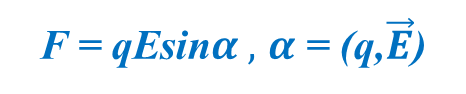 F = qEsinα , α = (q,E⃗)